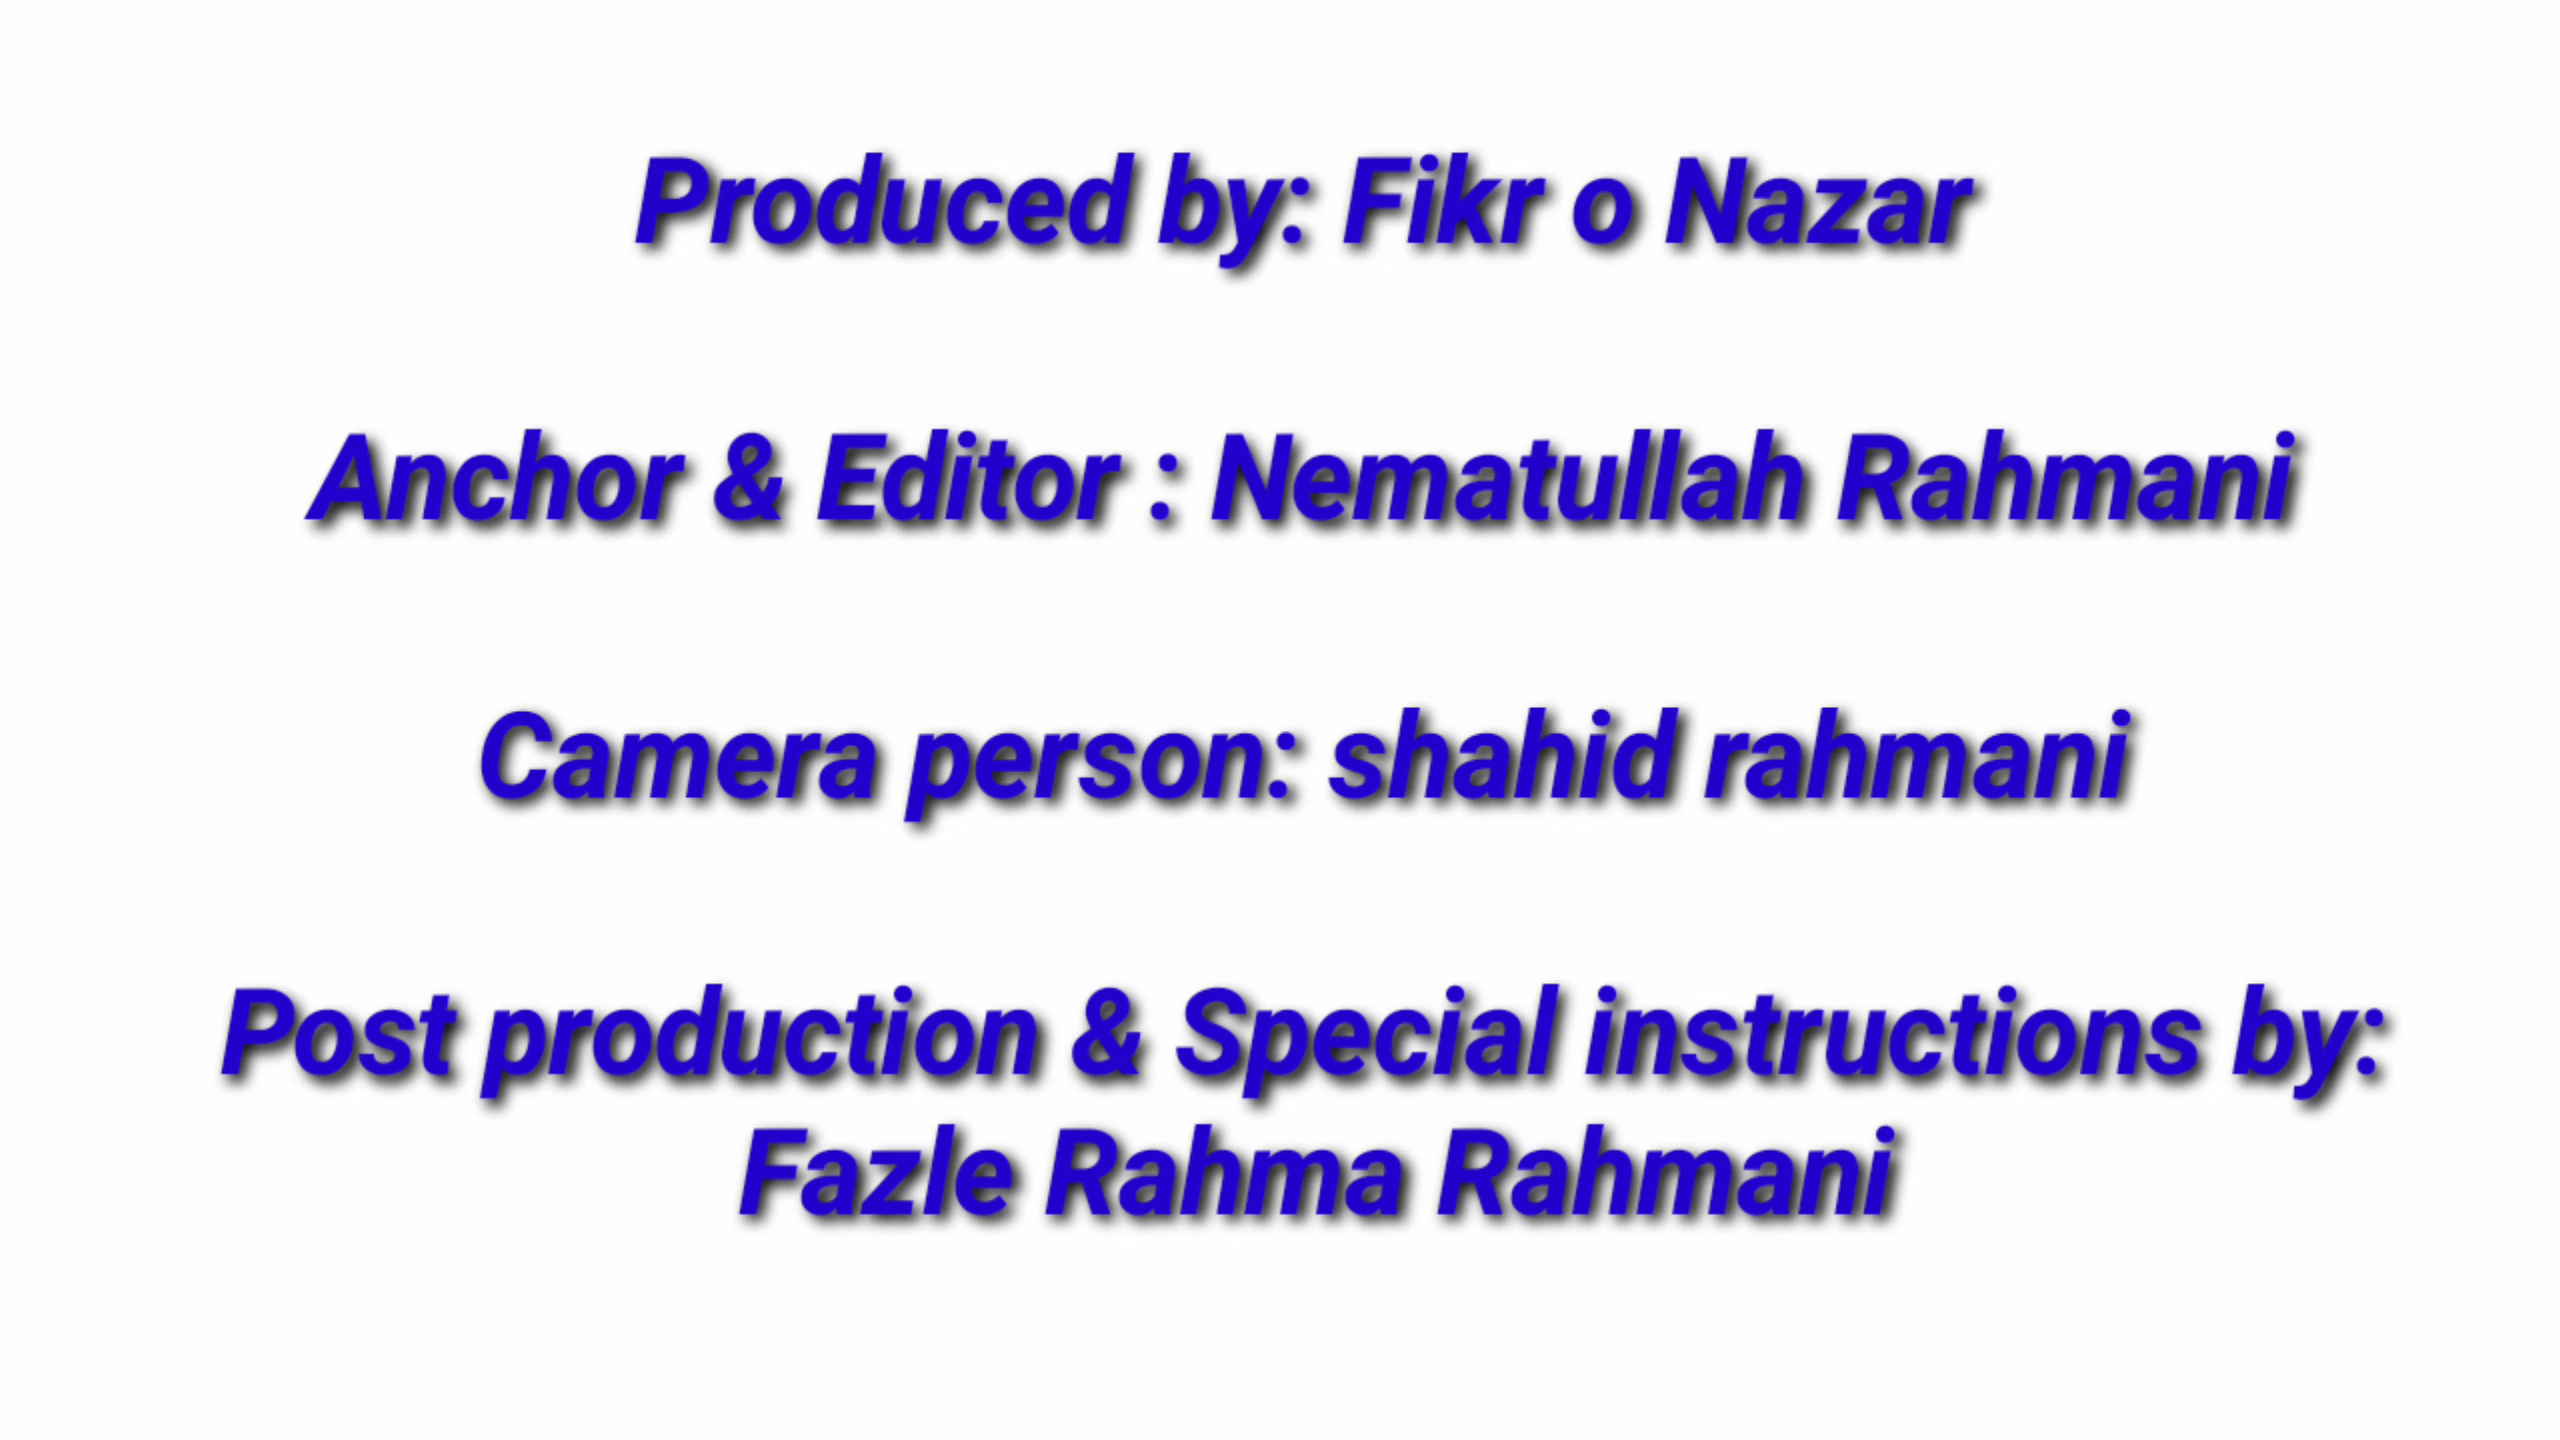 Produced by: Fikr o Nazar
Anchor & Editor : Nematullah Rahmani
Camera person: shahid rahmani
Post production & Special instructions by:
Fazle Rahma Rahmani